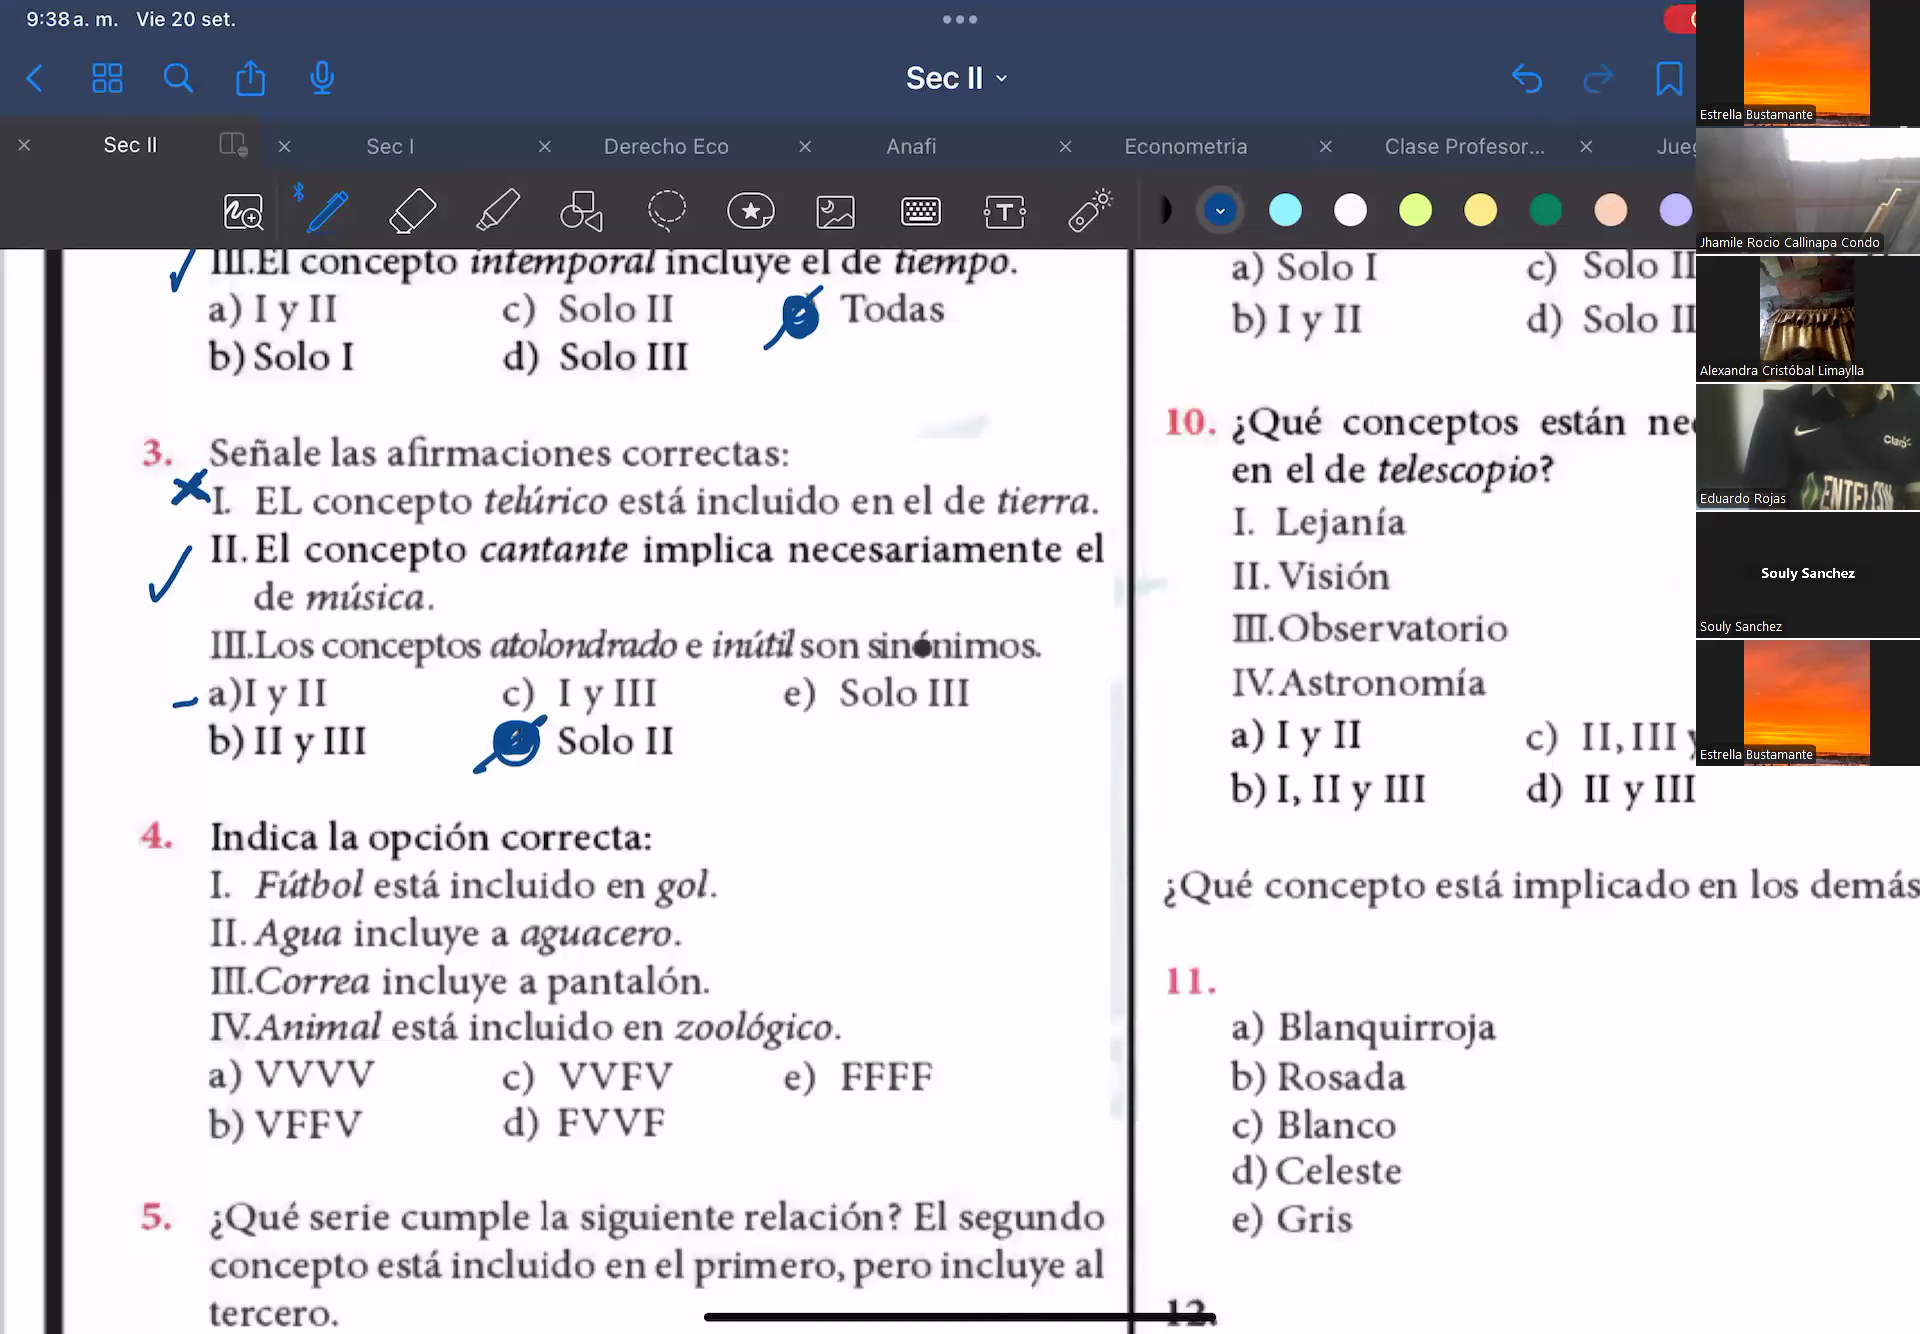 9:38 a. m. Vie 20 set.
Sec II
Sec II
Sec I
Derecho Eco
Anafi
Econometria
Clase Profesor...
III.El concepto intemporal incluye el de tiempo.
a) I y II c) Solo II Todas
b) Solo I d) Solo III
3. Señale las afirmaciones correctas:
I. EL concepto telúrico está incluido en el de tierra.
II. El concepto cantante implica necesariamente el
de música.
III.Los conceptos atolondrado e inútil son sinónimos.
a)I y II c) I y III e) Solo III
b) II y III Solo II
4. Indica la opción correcta:
I. Fútbol está incluido en gol.
II. Agua incluye a aguacero.
III.Correa incluye a pantalón.
IV.Animal está incluido en zoológico.
a) VVVV c) VVFV e) FFFF
b) VFFV d) FVVF
5. ¿Qué serie cumple la siguiente relación? El segundo
concepto está incluido en el primero, pero incluye al
tercero.
a) Solo I c) Solo II
b) I y II d) Solo II
10. ¿Qué conceptos están
en el de telescopio?
I. Lejanía
II. Visión
III.Observatorio
IV.Astronomía
a) I y II c) II, III y
b) I, II y III d) II y III
¿Qué concepto está implicado en los demás
11.
a) Blanquirroja
b) Rosada
c) Blanco
d) Celeste
e) Gris
12.
Estrella Bustamante
Jhamile Rocio Callinapa Condo
Alexandra Cristóbal Limaylla
Claro
ENTEL
Eduardo Rojas
Souly Sanchez
Souly Sanchez
Estrella Bustamante